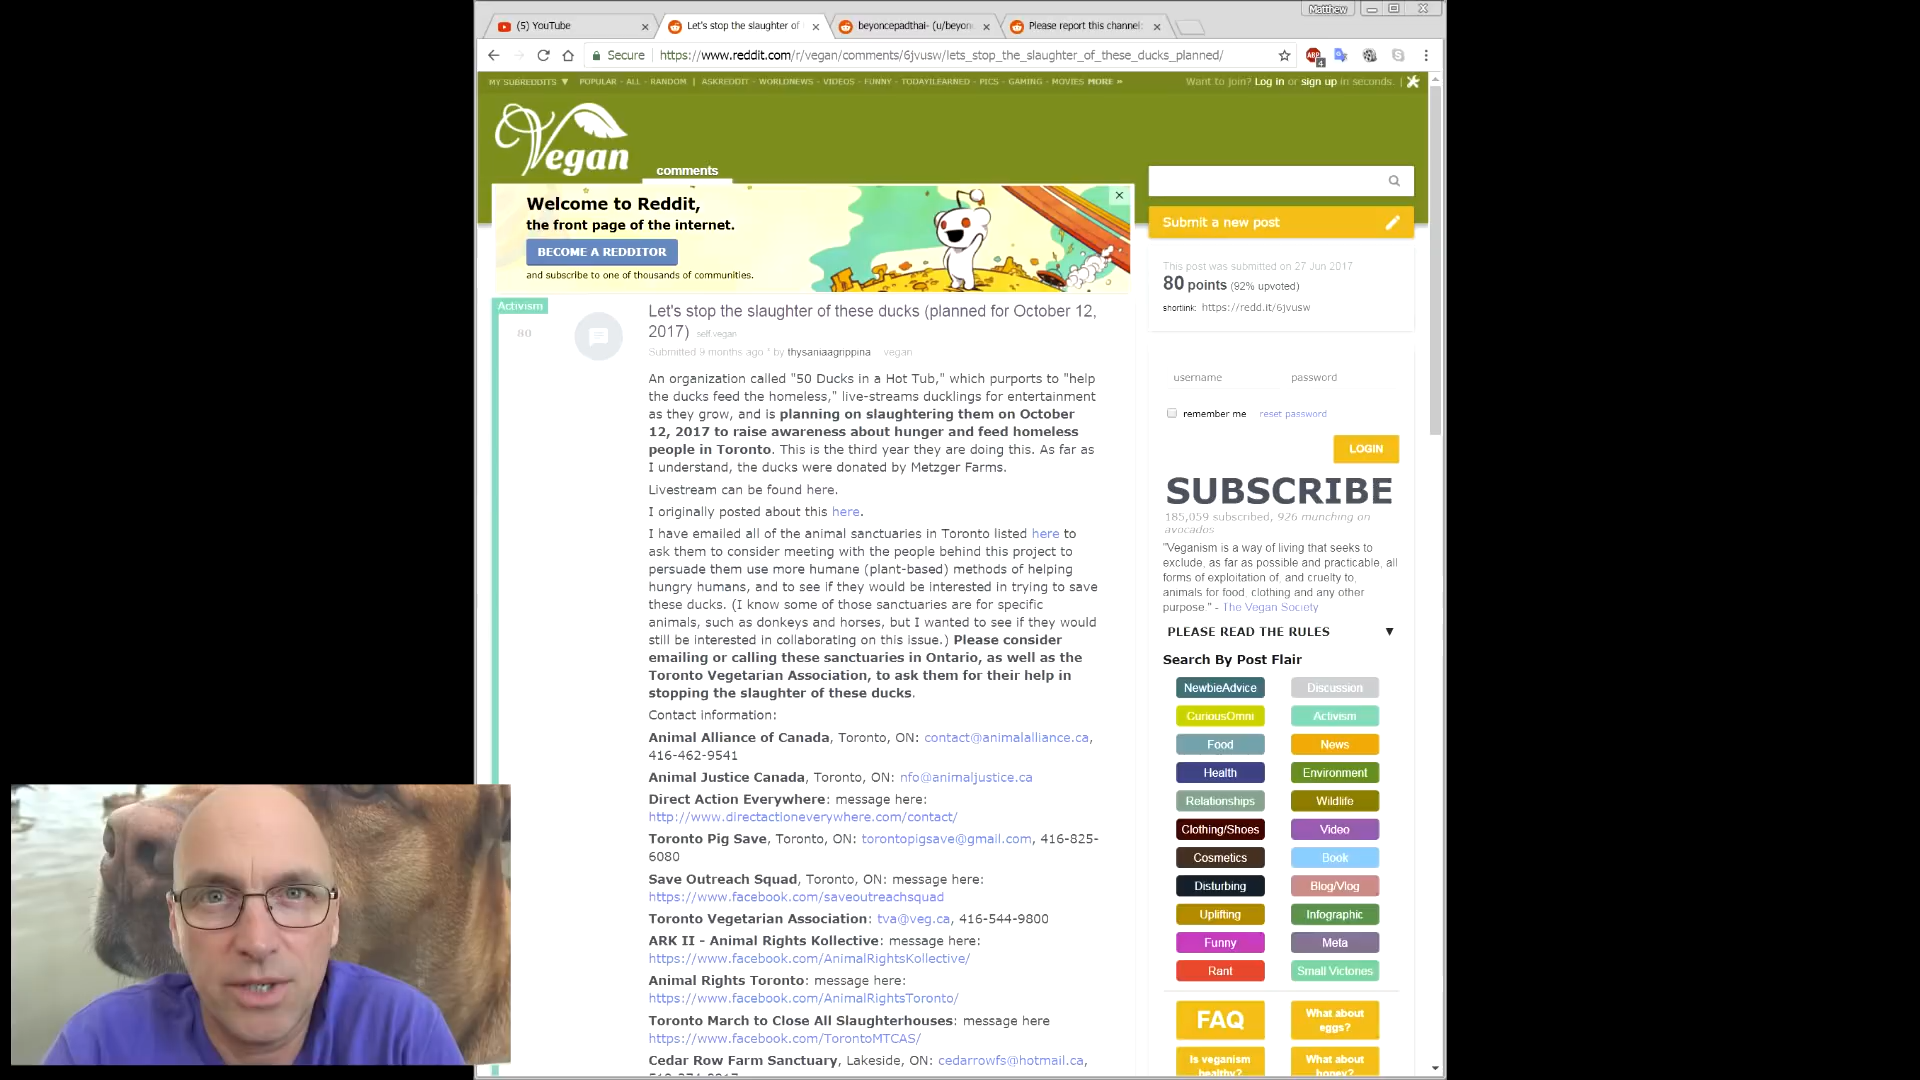 Matthew
(5) YouTube
Let's stop the slaughter of
beyoncepadthai- (u/beyon
Please report this channel:
Secure
https://www.reddit.com/r/vegan/comments/6jvusw/lets_stop_the_slaughter_of_these_ducks_planned/
ABP
4
MY SUBREDDITS ▼ POPULAR - ALL - RANDOM | ASKREDDIT - WORLDNEWS - VIDEOS - FUNNY - TODAYILEARNED - PICS - GAMING - MOVIES MORE »
Want to join? Log in or sign up in seconds. |
Vegan
comments
Welcome to Reddit,
the front page of the internet.
BECOME A REDDITOR
and subscribe to one of thousands of communities.
Activism
80
Let's stop the slaughter of these ducks (planned for October 12,
2017) self.vegan
Submitted 9 months ago * by thysaniaagrippina vegan
An organization called "50 Ducks in a Hot Tub," which purports to "help
the ducks feed the homeless," live-streams ducklings for entertainment
as they grow, and is planning on slaughtering them on October
12, 2017 to raise awareness about hunger and feed homeless
people in Toronto. This is the third year they are doing this. As far as
I understand, the ducks were donated by Metzger Farms.
Livestream can be found here.
I originally posted about this here.
I have emailed all of the animal sanctuaries in Toronto listed here to
ask them to consider meeting with the people behind this project to
persuade them use more humane (plant-based) methods of helping
hungry humans, and to see if they would be interested in trying to save
these ducks. (I know some of those sanctuaries are for specific
animals, such as donkeys and horses, but I wanted to see if they would
still be interested in collaborating on this issue.) Please consider
emailing or calling these sanctuaries in Ontario, as well as the
Toronto Vegetarian Association, to ask them for their help in
stopping the slaughter of these ducks.
Contact information:
Animal Alliance of Canada, Toronto, ON: contact@animalalliance.ca,
416-462-9541
Animal Justice Canada, Toronto, ON: nfo@animaljustice.ca
Direct Action Everywhere: message here:
http://www.directactioneverywhere.com/contact/
Toronto Pig Save, Toronto, ON: torontopigsave@gmail.com, 416-825-
6080
Save Outreach Squad, Toronto, ON: message here:
https://www.facebook.com/saveoutreachsquad
Toronto Vegetarian Association: tva@veg.ca, 416-544-9800
ARK II - Animal Rights Kollective: message here:
https://www.facebook.com/AnimalRightsKollective/
Animal Rights Toronto: message here:
https://www.facebook.com/AnimalRightsToronto/
Toronto March to Close All Slaughterhouses: message here
https://www.facebook.com/TorontoMTCAS/
Cedar Row Farm Sanctuary, Lakeside, ON: cedarrowfs@hotmail.ca,
Submit a new post
This post was submitted on 27 Jun 2017
80 points (92% upvoted)
shortlink: https://redd.it/6jvusw
username password
remember me reset password
LOGIN
SUBSCRIBE
185,059 subscribed, 926 munching on
avocados
"Veganism is a way of living that seeks to
exclude, as far as possible and practicable, all
forms of exploitation of, and cruelty to,
animals for food, clothing and any other
purpose." - The Vegan Society
PLEASE READ THE RULES ▼
Search By Post Flair
NewbieAdvice Discussion
CuriousOmni Activism
Food News
Health Environment
Relationships Wildlife
Clothing/Shoes Video
Cosmetics Book
Disturbing Blog/Vlog
Uplifting Infographic
Funny Meta
Rant Small Victories
FAQ
What about
eggs?
Is veganism
healthy?
What about
honey?